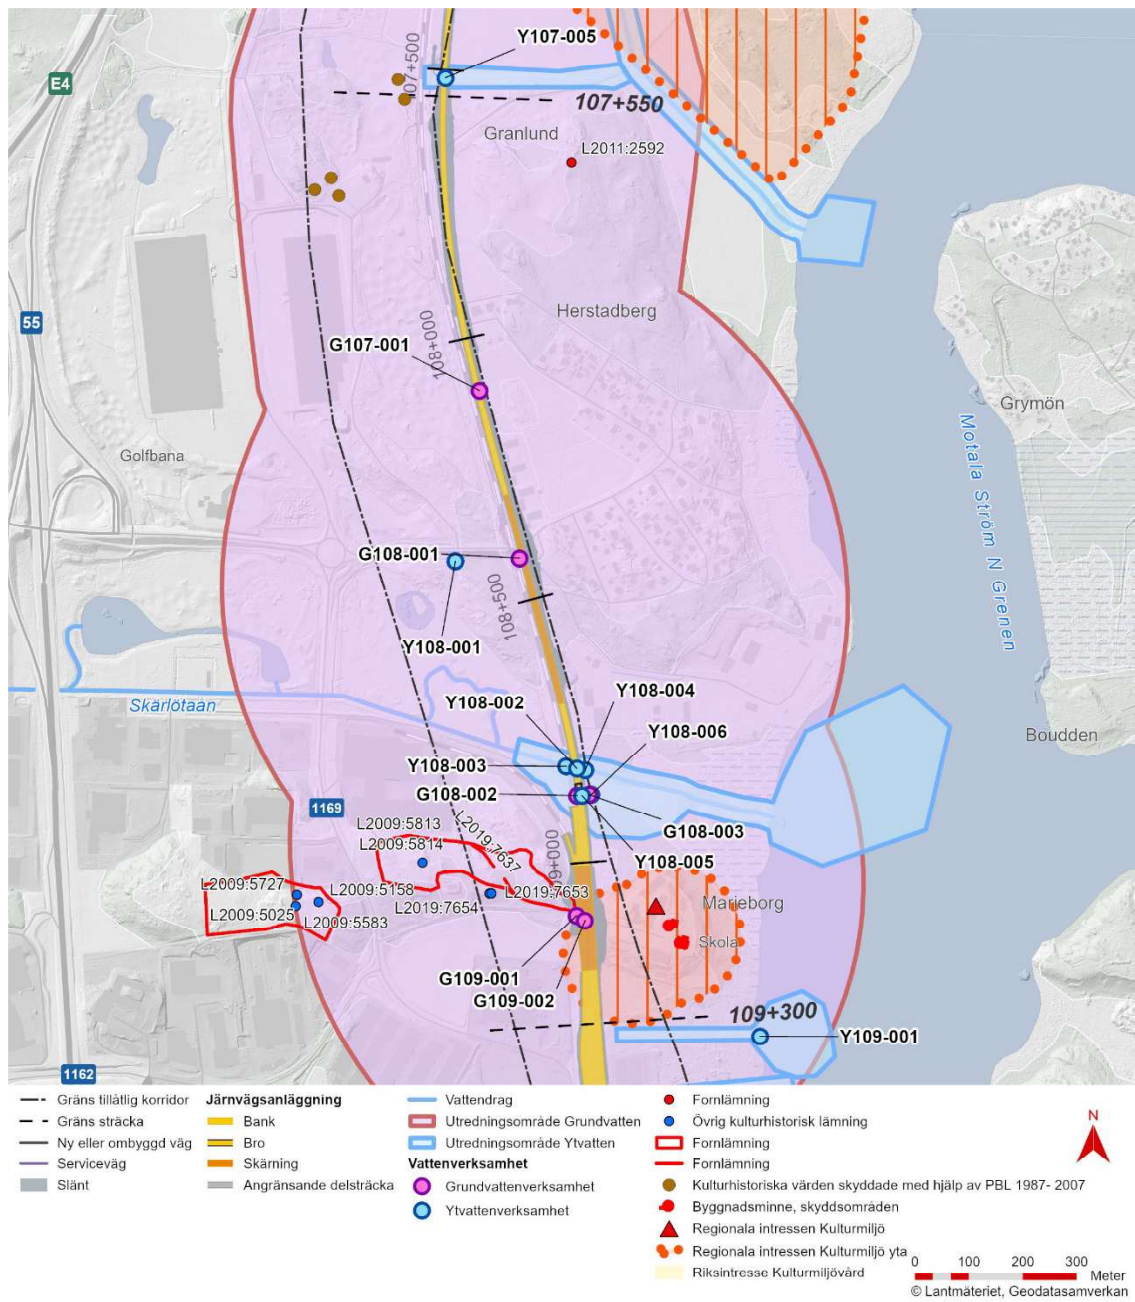 Y107-005
E4
107+500
107+550
Granlund
L2011:2592
Herstadberg
55
G107-001
108+000
Grymön
Motala Ström N Grenen
Golfbana
G108-001
108+500
Y108-001
Skärlötaån
Y108-002
Y108-004
Y108-006
Boudden
Y108-003
G108-002
G108-003
1169
L2009:5813
L2009:5814
L2019:7637
Y108-005
L2009:5727
L2009:5158
L2019:7653
L2019:7654
L2009:5025
L2009:5583
Marieborg
Skola
G109-001
G109-002
109+300
Y109-001
1162
Gräns tillåtlig korridor
Gräns sträcka
Ny eller ombyggd väg
Serviceväg
Slänt
Järnvägsanläggning
Bank
Bro
Skärning
Angränsande delsträcka
Vattendrag
Utredningsområde Grundvatten
Utredningsområde Ytvatten
Vattenverksamhet
Grundvattenverksamhet
Ytvattenverksamhet
Fornlämning
Övrig kulturhistorisk lämning
Fornlämning
Fornlämning
Kulturhistoriska värden skyddade med hjälp av PBL 1987- 2007
Byggnadsminne, skyddsområden
Regionala intressen Kulturmiljö
Regionala intressen Kulturmiljö yta
Riksintresse Kulturmiljövård
N
0 100 200 300
Meter
© Lantmäteriet, Geodatasamverkan